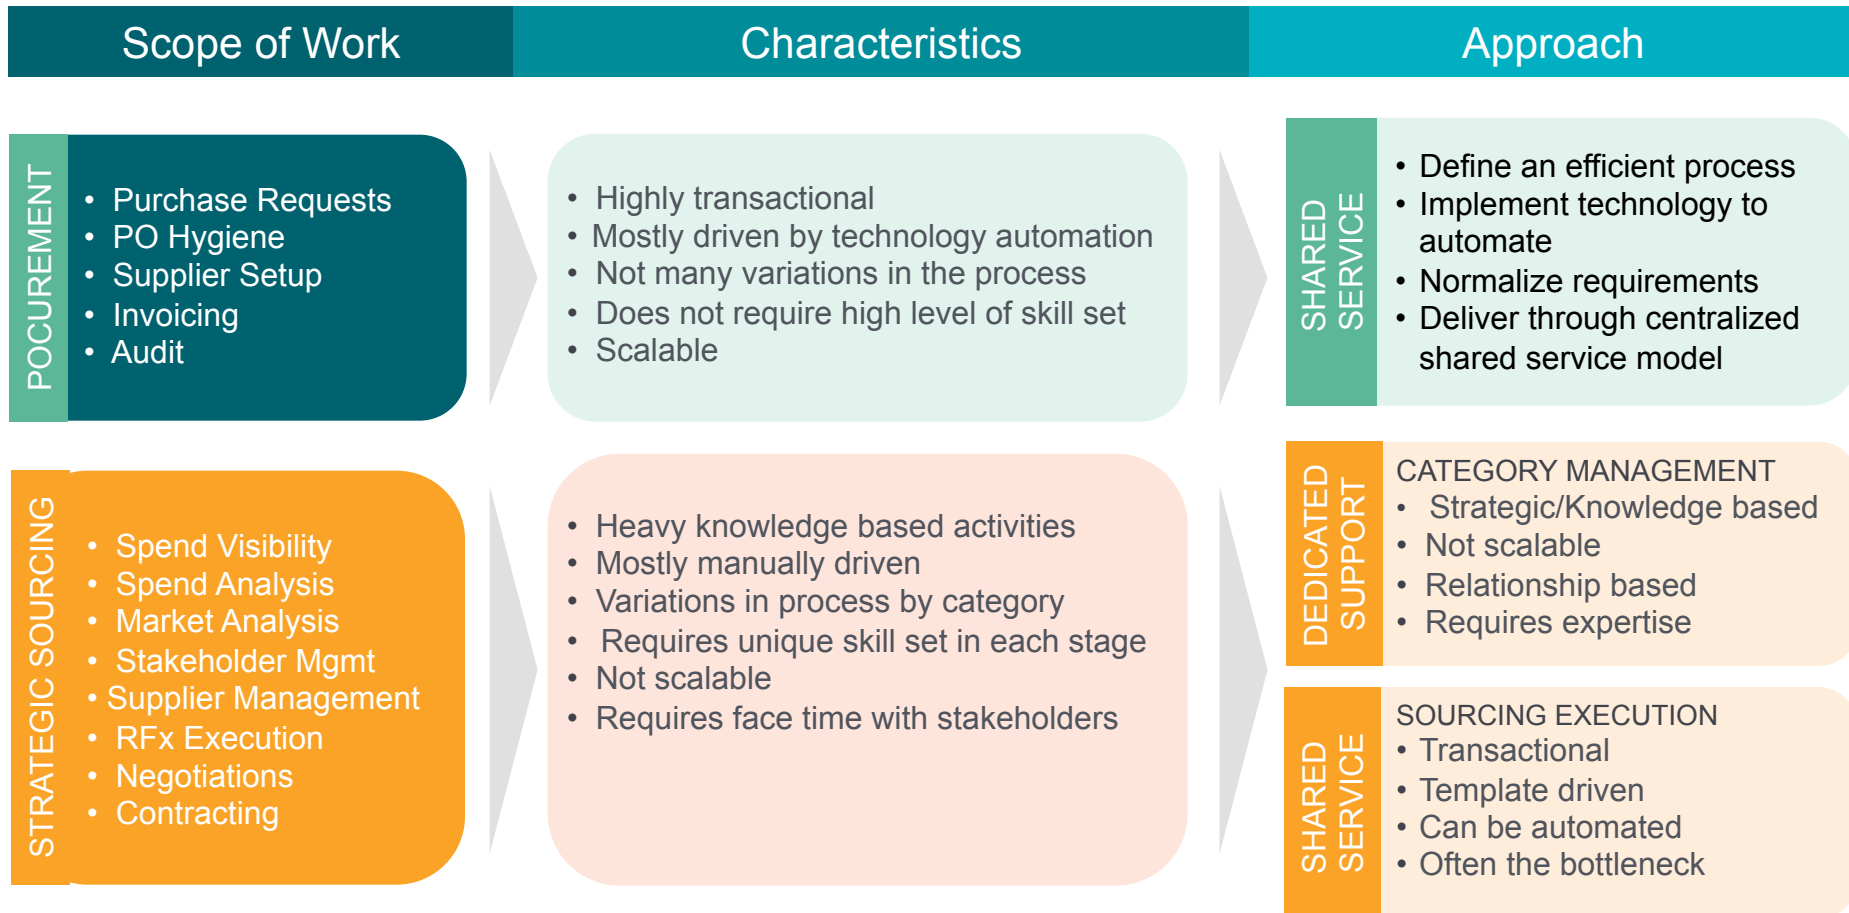 Scope of Work
Characteristics
Approach
POCUREMENT
• Purchase Requests
• PO Hygiene
• Supplier Setup
• Invoicing
• Audit
• Highly transactional
• Mostly driven by technology automation
• Not many variations in the process
• Does not require high level of skill set
• Scalable
SHARED
SERVICE
• Define an efficient process
• Implement technology to
automate
• Normalize requirements
• Deliver through centralized
shared service model
STRATEGIC SOURCING
• Spend Visibility
• Spend Analysis
• Market Analysis
• Stakeholder Mgmt
• Supplier Management
• RFx Execution
• Negotiations
• Contracting
• Heavy knowledge based activities
• Mostly manually driven
• Variations in process by category
• Requires unique skill set in each stage
• Not scalable
• Requires face time with stakeholders
DEDICATED
SUPPORT
CATEGORY MANAGEMENT
• Strategic/Knowledge based
• Not scalable
• Relationship based
• Requires expertise
SHARED
SERVICE
SOURCING EXECUTION
• Transactional
• Template driven
• Can be automated
• Often the bottleneck